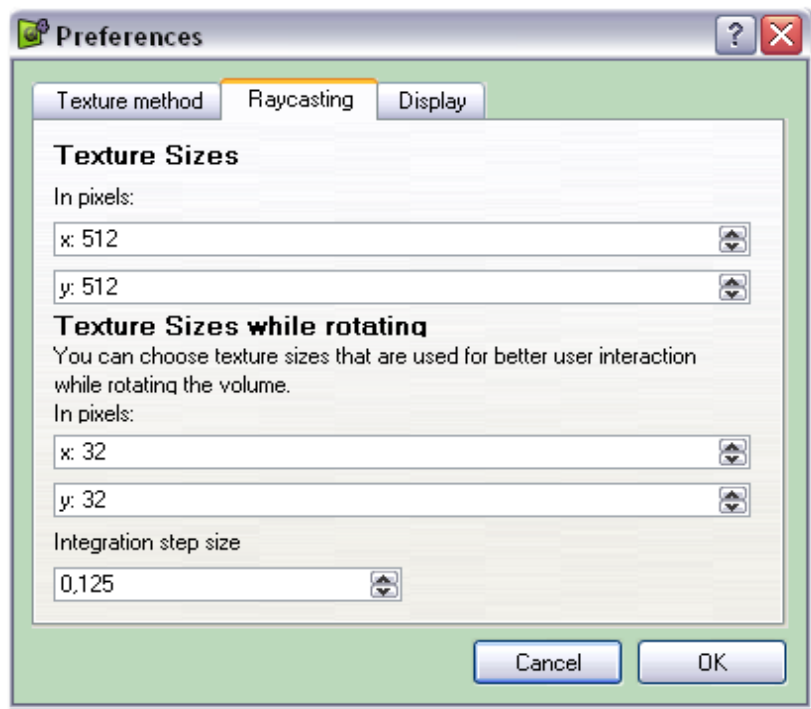 Preferences
?
Texture method Raycasting Display
Texture Sizes
In pixels:
x: 512
y: 512
Texture Sizes while rotating
You can choose texture sizes that are used for better user interaction
while rotating the volume.
In pixels:
x: 32
y: 32
Integration step size
0,125
Cancel OK